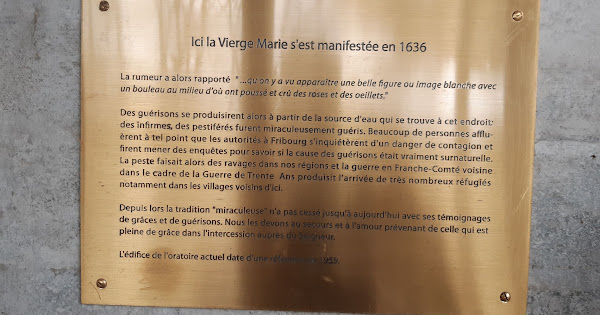 Ici la Vierge Marie s'est manifestée en 1636
La rumeur a alors rapporté " ...qu'on y a vu apparaitre une belle figure ou image blanche avec
un bouleau au milieu d'où ont poussé et crû des roses et des oeillets."
Des guérisons se produisirent alors à partir de la source d'eau qui se trouve à cet endroit:
des infirmes, des pestiférés furent miraculeusement guéris. Beaucoup de personnes afflu-
èrent à tel point que les autorités à Fribourg s'inquiétèrent d'un danger de contagion et
firent mener des enquêtes pour savoir si la cause des guérisons était vraiment surnaturelle.
La peste faisait alors des ravages dans nos régions et la guerre en Franche-Comté voisine
dans le cadre de la Guerre de Trente Ans produisit l'arrivée de très nombreux réfugiés
notamment dans les villages voisins d'ici.
Depuis lors la tradition "miraculeuse" n'a pas cessé jusqu'à aujourd'hui avec ses témoignages
de grâces et de guérisons. Nous les devons au secours et à l'amour prévenant de celle qui est
pleine de grâce dans l'intercession auprès du Seigneur.
L'édifice de l'oratoire actuel date d'une